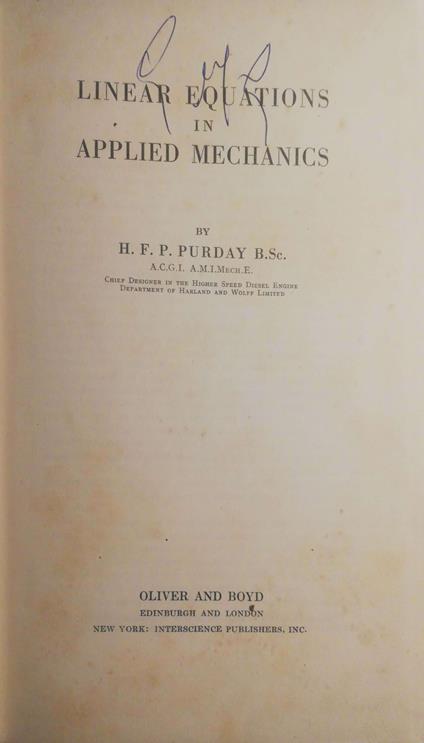 LINEAR EQUATIONS
IN
APPLIED MECHANICS
BY
H. F. P. PURDAY B.Sc.
A.C.G.I. A.M.I.Mech.E.
Chief Designer in the Higher Speed Diesel Engine
Department of Harland and Wolff Limited
OLIVER AND BOYD
EDINBURGH AND LONDON
NEW YORK: INTERSCIENCE PUBLISHERS, INC.